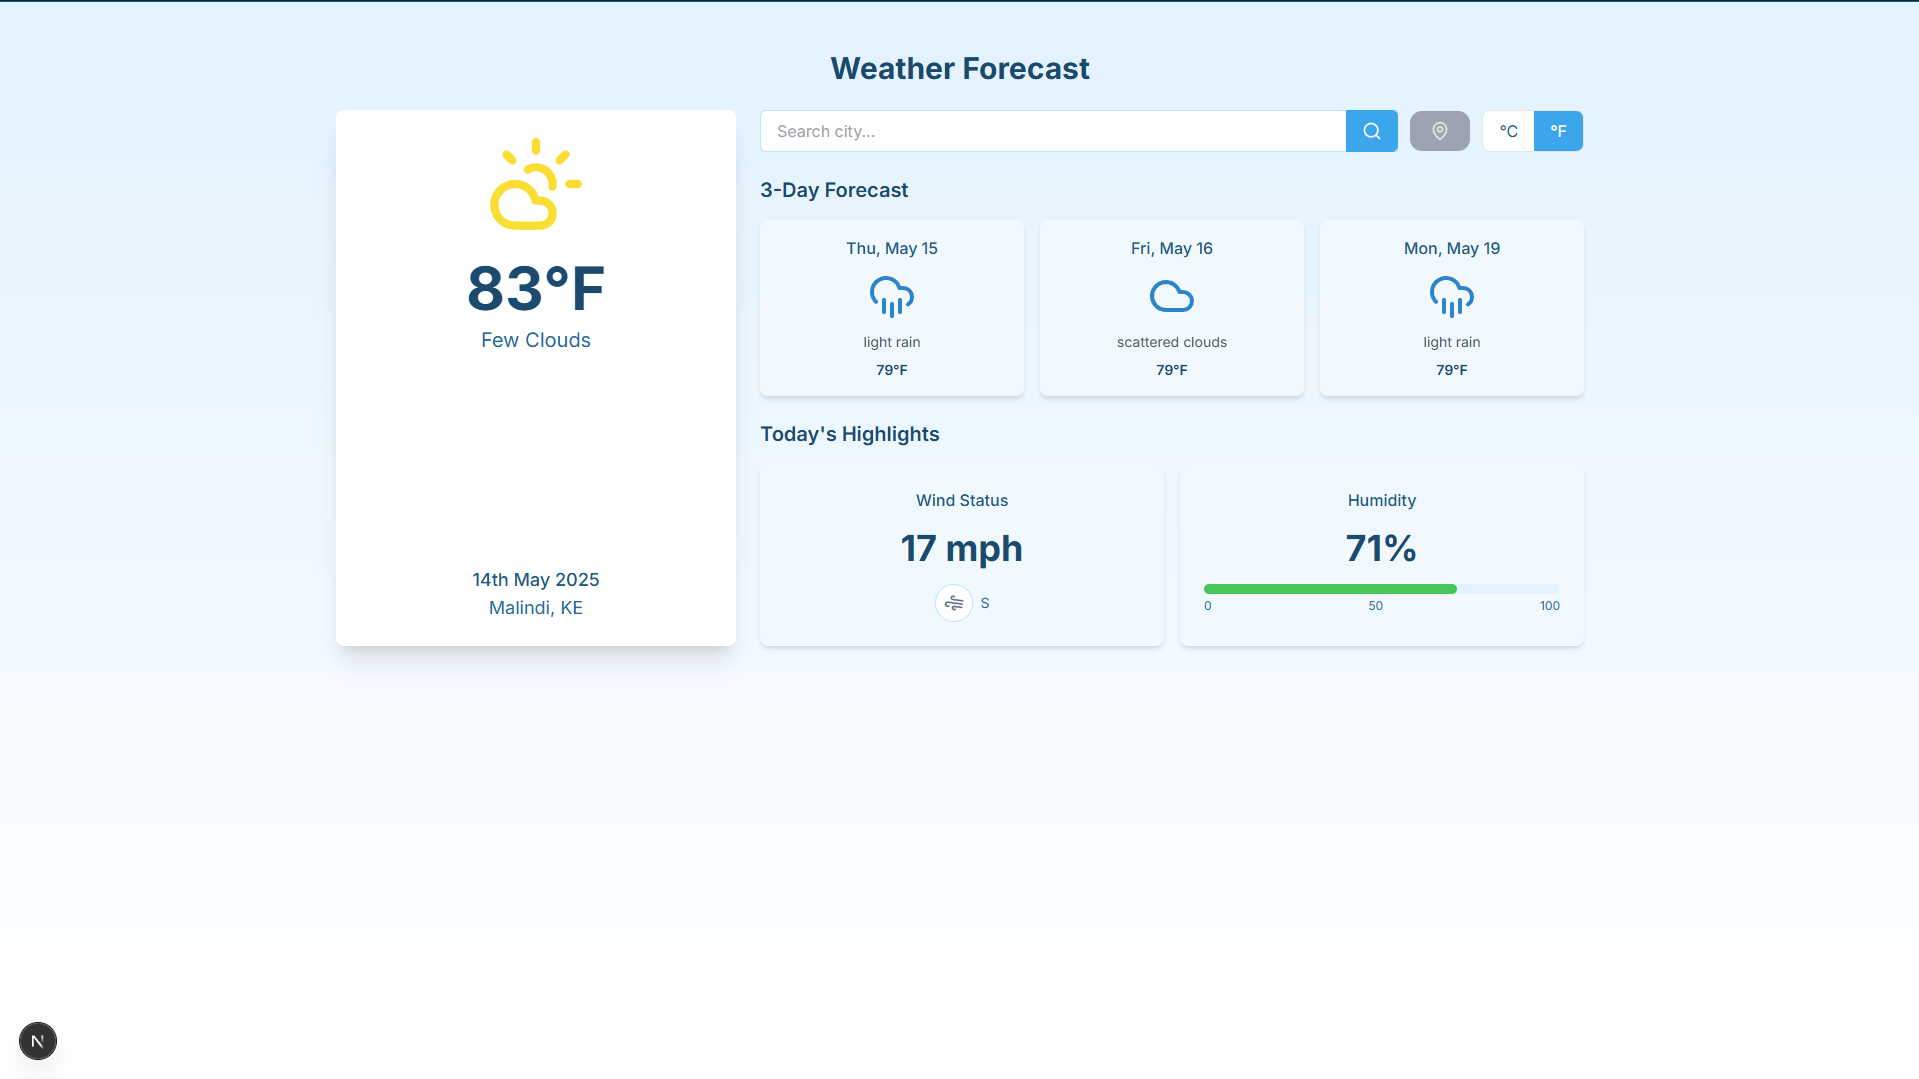 Weather Forecast
83°F
Few Clouds
14th May 2025
Malindi, KE
Search city...
°C °F
3-Day Forecast
Thu, May 15
light rain
79°F
Fri, May 16
scattered clouds
79°F
Mon, May 19
light rain
79°F
Today's Highlights
Wind Status
17 mph
S
Humidity
71%
0 50 100
N